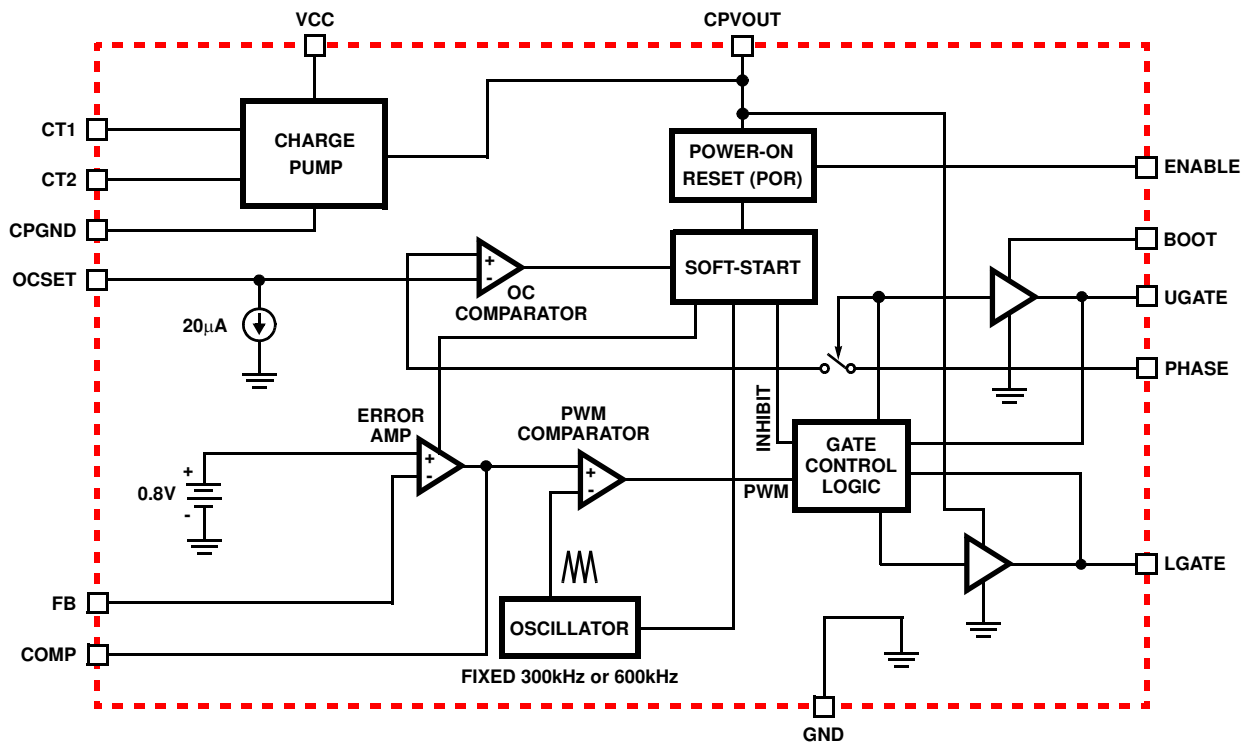 VCC
CPVOUT
CT1
CHARGE
PUMP
CT2
CPGND
POWER-ON
RESET (POR)
ENABLE
BOOT
OCSET
+
-
OC
COMPARATOR
SOFT-START
UGATE
20µA
PHASE
INHIBIT
ERROR
AMP
PWM
COMPARATOR
+
0.8V
-
+
-
+
-
PWM
GATE
CONTROL
LOGIC
LGATE
FB
OSCILLATOR
COMP
FIXED 300kHz or 600kHz
GND